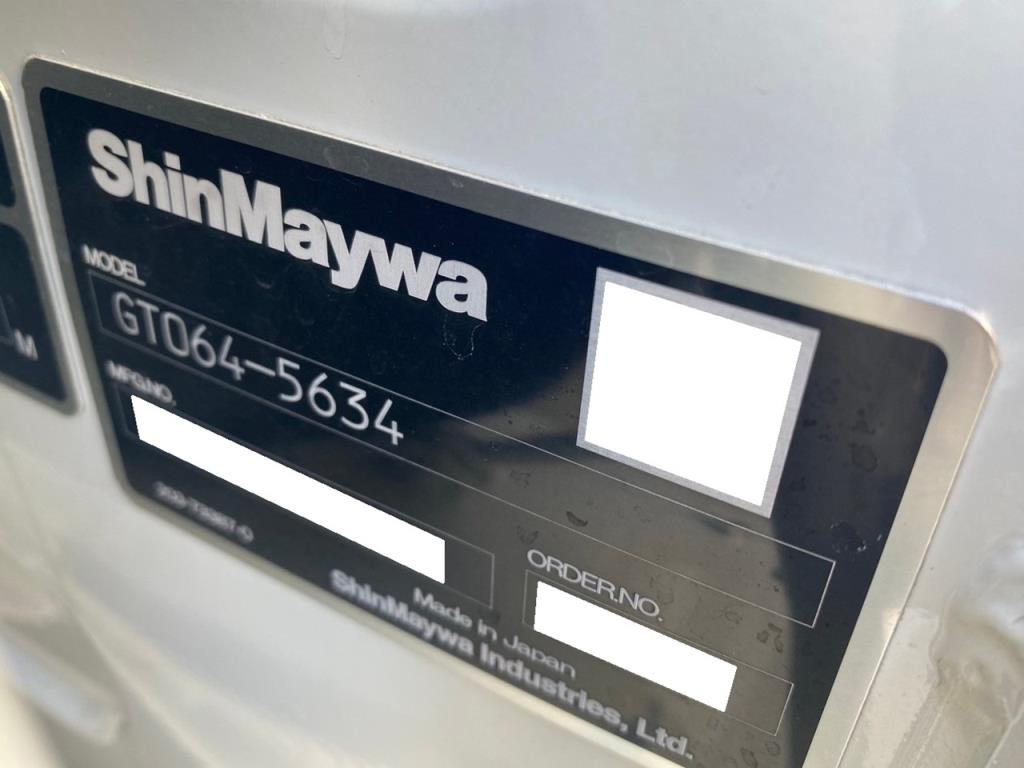 ShinMaywa
MODEL
GT064-5634
MFG.NO.
ORDER.NO.
Made in Japan
ShinMaywa Industries, Ltd.
M